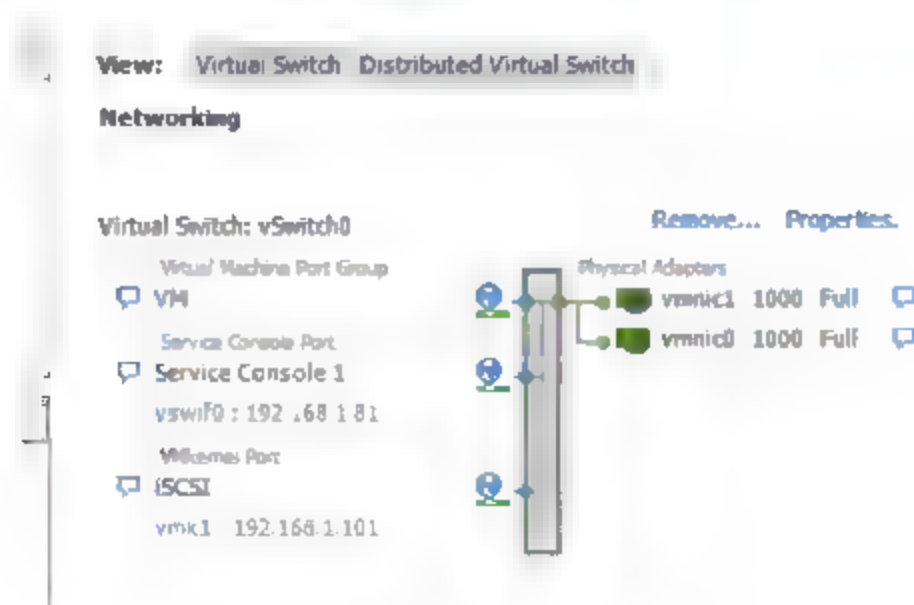 View: Virtual Switch Distributed Virtual Switch
Networking
Virtual Switch: vSwitch0 Remove... Properties.
Virtual Machine Port Group Physical Adapters
VM vmnic1 1000 Full
vmnic0 1000 Full
Service Console Port
Service Console 1
vswif0 : 192 .68 1 81
VMkernel Port
iSCSI
vmk1 192.168.1.101